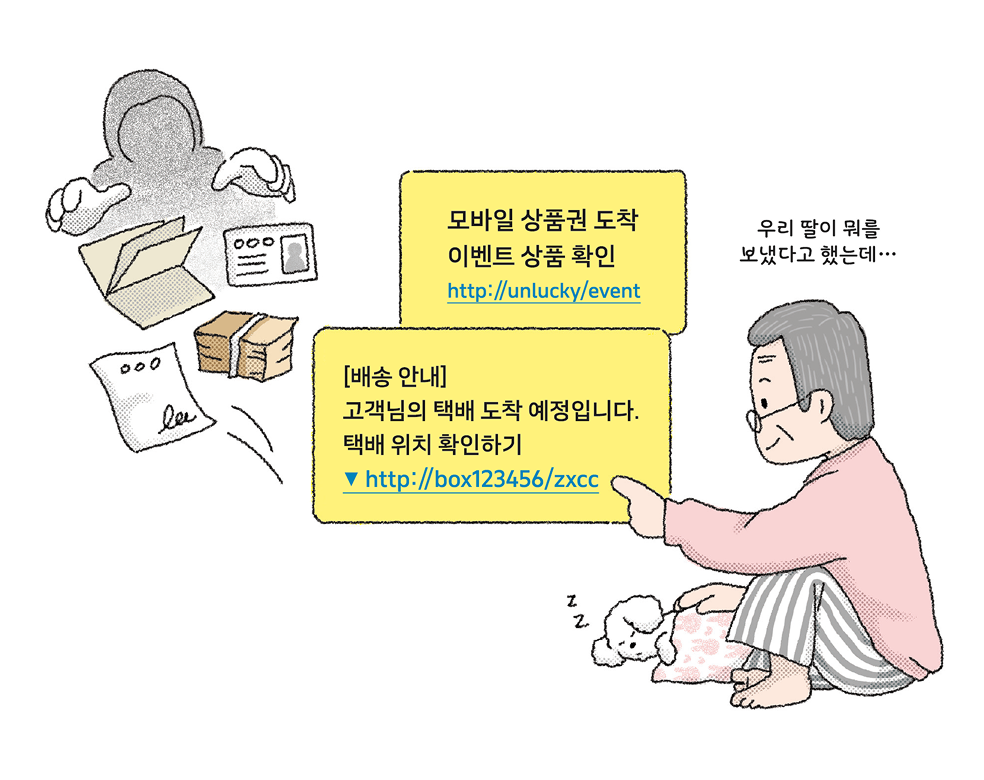 모바일 상품권 도착
이벤트 상품 확인
http://unlucky/event
우리 딸이 뭐를
보냈다고 했는데…
[배송 안내]
고객님의 택배 도착 예정입니다.
택배 위치 확인하기
▼ http://box123456/zxcc
z
z